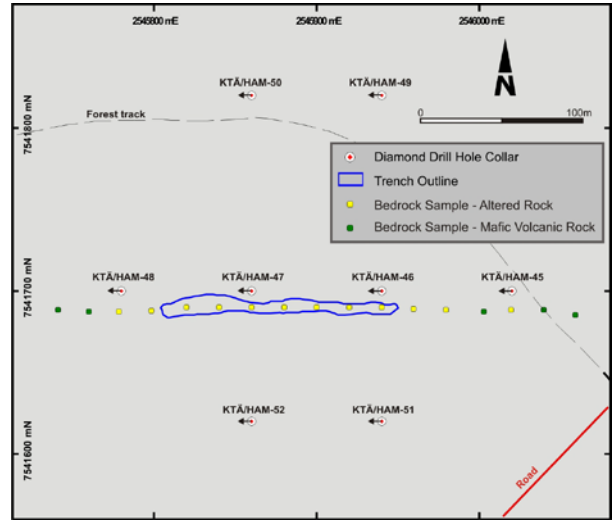 2545800 mE
2545900 mE
2546000 mE
KTÄ/HAM-50
KTÄ/HAM-49
N
0
100m
Forest track
7541800 mN
Diamond Drill Hole Collar
Trench Outline
Bedrock Sample - Altered Rock
Bedrock Sample - Mafic Volcanic Rock
KTÄ/HAM-48
KTÄ/HAM-47
KTÄ/HAM-46
KTÄ/HAM-45
7541700 mN
KTÄ/HAM-52
KTÄ/HAM-51
7541600 mN
Road